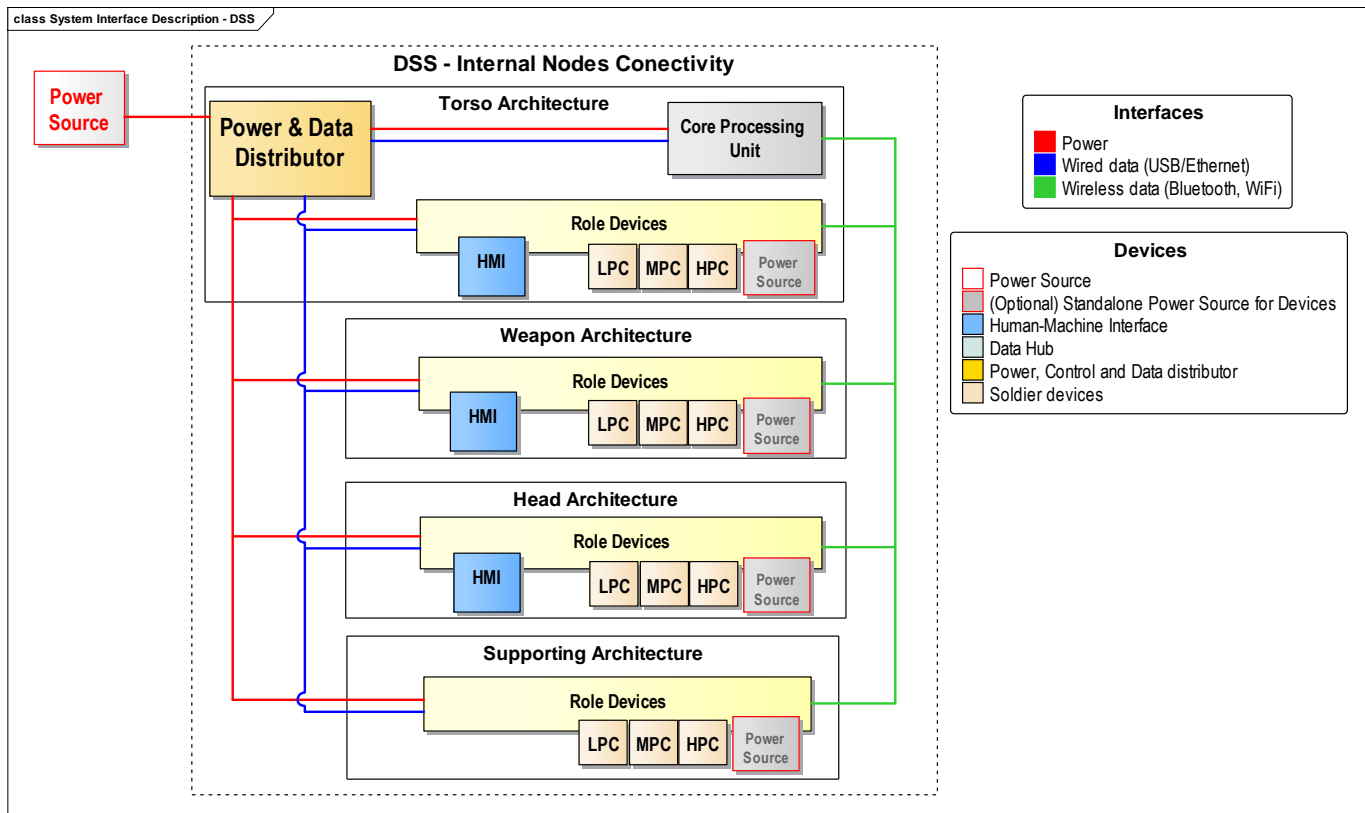 class System Interface Description - DSS
DSS - Internal Nodes Conectivity
Power
Source
Torso Architecture
Power & Data
Distributor
Core Processing
Unit
Role Devices
HMI
LPC
MPC
HPC
Power
Source
Weapon Architecture
Role Devices
HMI
LPC
MPC
HPC
Power
Source
Head Architecture
Role Devices
HMI
LPC
MPC
HPC
Power
Source
Supporting Architecture
Role Devices
LPC
MPC
HPC
Power
Source
Interfaces
Power
Wired data (USB/Ethernet)
Wireless data (Bluetooth, WiFi)
Devices
Power Source
(Optional) Standalone Power Source for Devices
Human-Machine Interface
Data Hub
Power, Control and Data distributor
Soldier devices